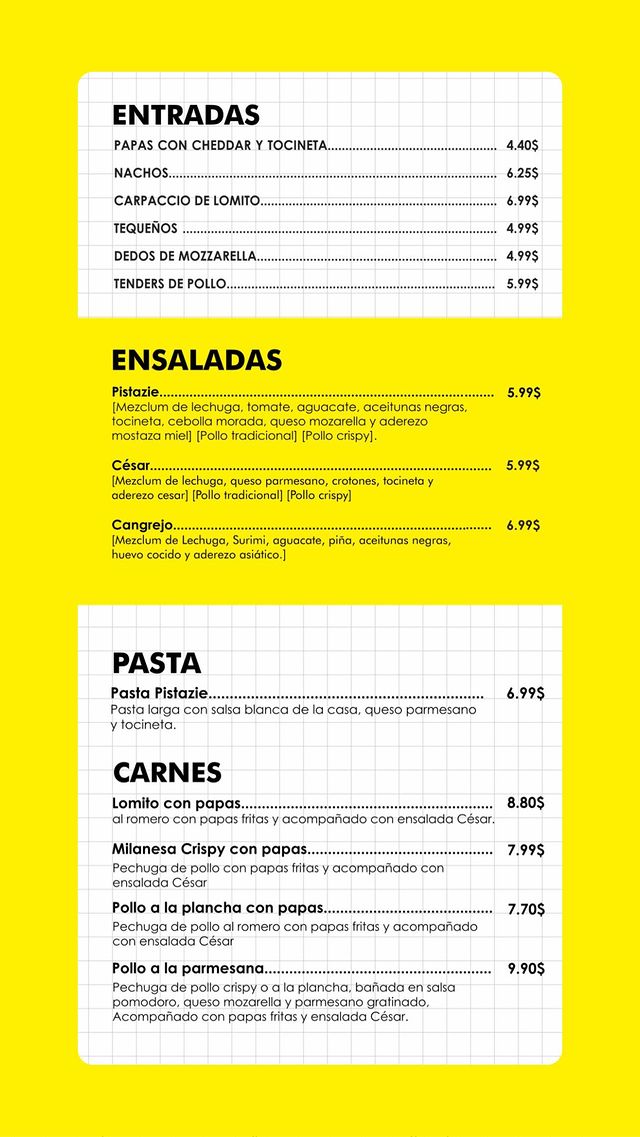 ENTRADAS
PAPAS CON CHEDDAR Y TOCINETA............................................... 4.40$
NACHOS........................................................................................... 6.25$
CARPACCIO DE LOMITO.................................................................. 6.99$
TEQUEÑOS ....................................................................................... 4.99$
DEDOS DE MOZZARELLA................................................................... 4.99$
TENDERS DE POLLO........................................................................... 5.99$
ENSALADAS
Pistazie........................................................................... 5.99$
[Mezclum de lechuga, tomate, aguacate, aceitunas negras,
tocineta, cebolla morada, queso mozarella y aderezo
mostaza miel] [Pollo tradicional] [Pollo crispy].
César............................................................................. 5.99$
[Mezclum de lechuga, queso parmesano, crotones, tocineta y
aderezo cesar] [Pollo tradicional] [Pollo crispy]
Cangrejo........................................................................ 6.99$
[Mezclum de Lechuga, Surimi, aguacate, piña, aceitunas negras,
huevo cocido y aderezo asiático.]
PASTA
Pasta Pistazie............................................................ 6.99$
Pasta larga con salsa blanca de la casa, queso parmesano
y tocineta.
CARNES
Lomito con papas....................................................... 8.80$
al romero con papas fritas y acompañado con ensalada César.
Milanesa Crispy con papas......................................... 7.99$
Pechuga de pollo con papas fritas y acompañado con
ensalada César
Pollo a la plancha con papas..................................... 7.70$
Pechuga de pollo al romero con papas fritas y acompañado
con ensalada César
Pollo a la parmesana.................................................. 9.90$
Pechuga de pollo crispy o a la plancha, bañada en salsa
pomodoro, queso mozarella y parmesano gratinado,
Acompañado con papas fritas y ensalada César.